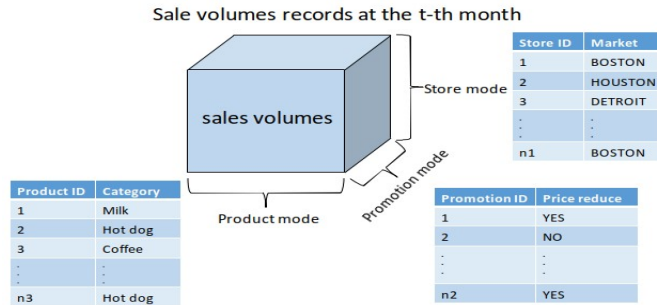 Sale volumes records at the t-th month
Store ID Market
1 BOSTON
2 HOUSTON
3 DETROIT
. .
. .
. .
n1 BOSTON
Store mode
sales volumes
Promotion mode
Product mode
Product ID Category
1 Milk
2 Hot dog
3 Coffee
. .
. .
. .
n3 Hot dog
Promotion ID Price reduce
1 YES
2 NO
. .
. .
. .
n2 YES